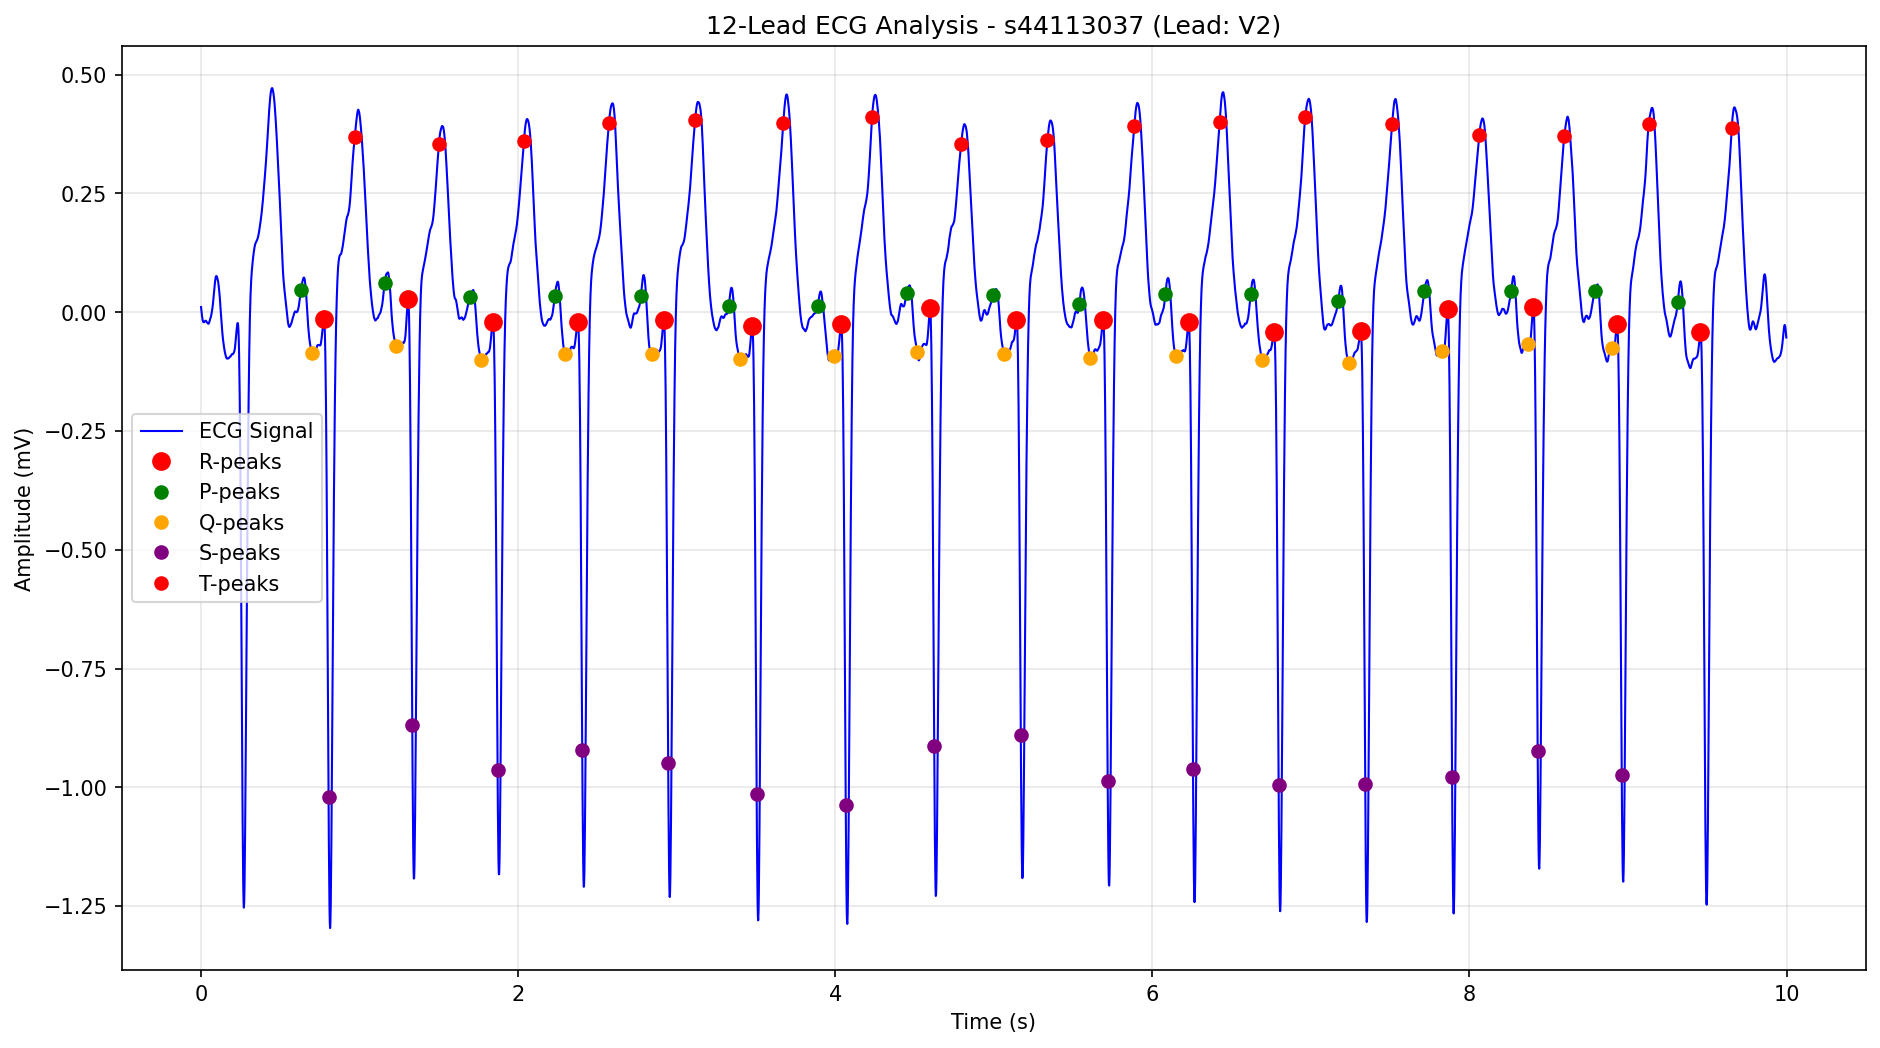 12-Lead ECG Analysis - s44113037 (Lead: V2)
0.50
0.25
0.00
−0.25
−0.50
−0.75
−1.00
−1.25
Amplitude (mV)
ECG Signal
R-peaks
P-peaks
Q-peaks
S-peaks
T-peaks
0 2 4 6 8 10
Time (s)